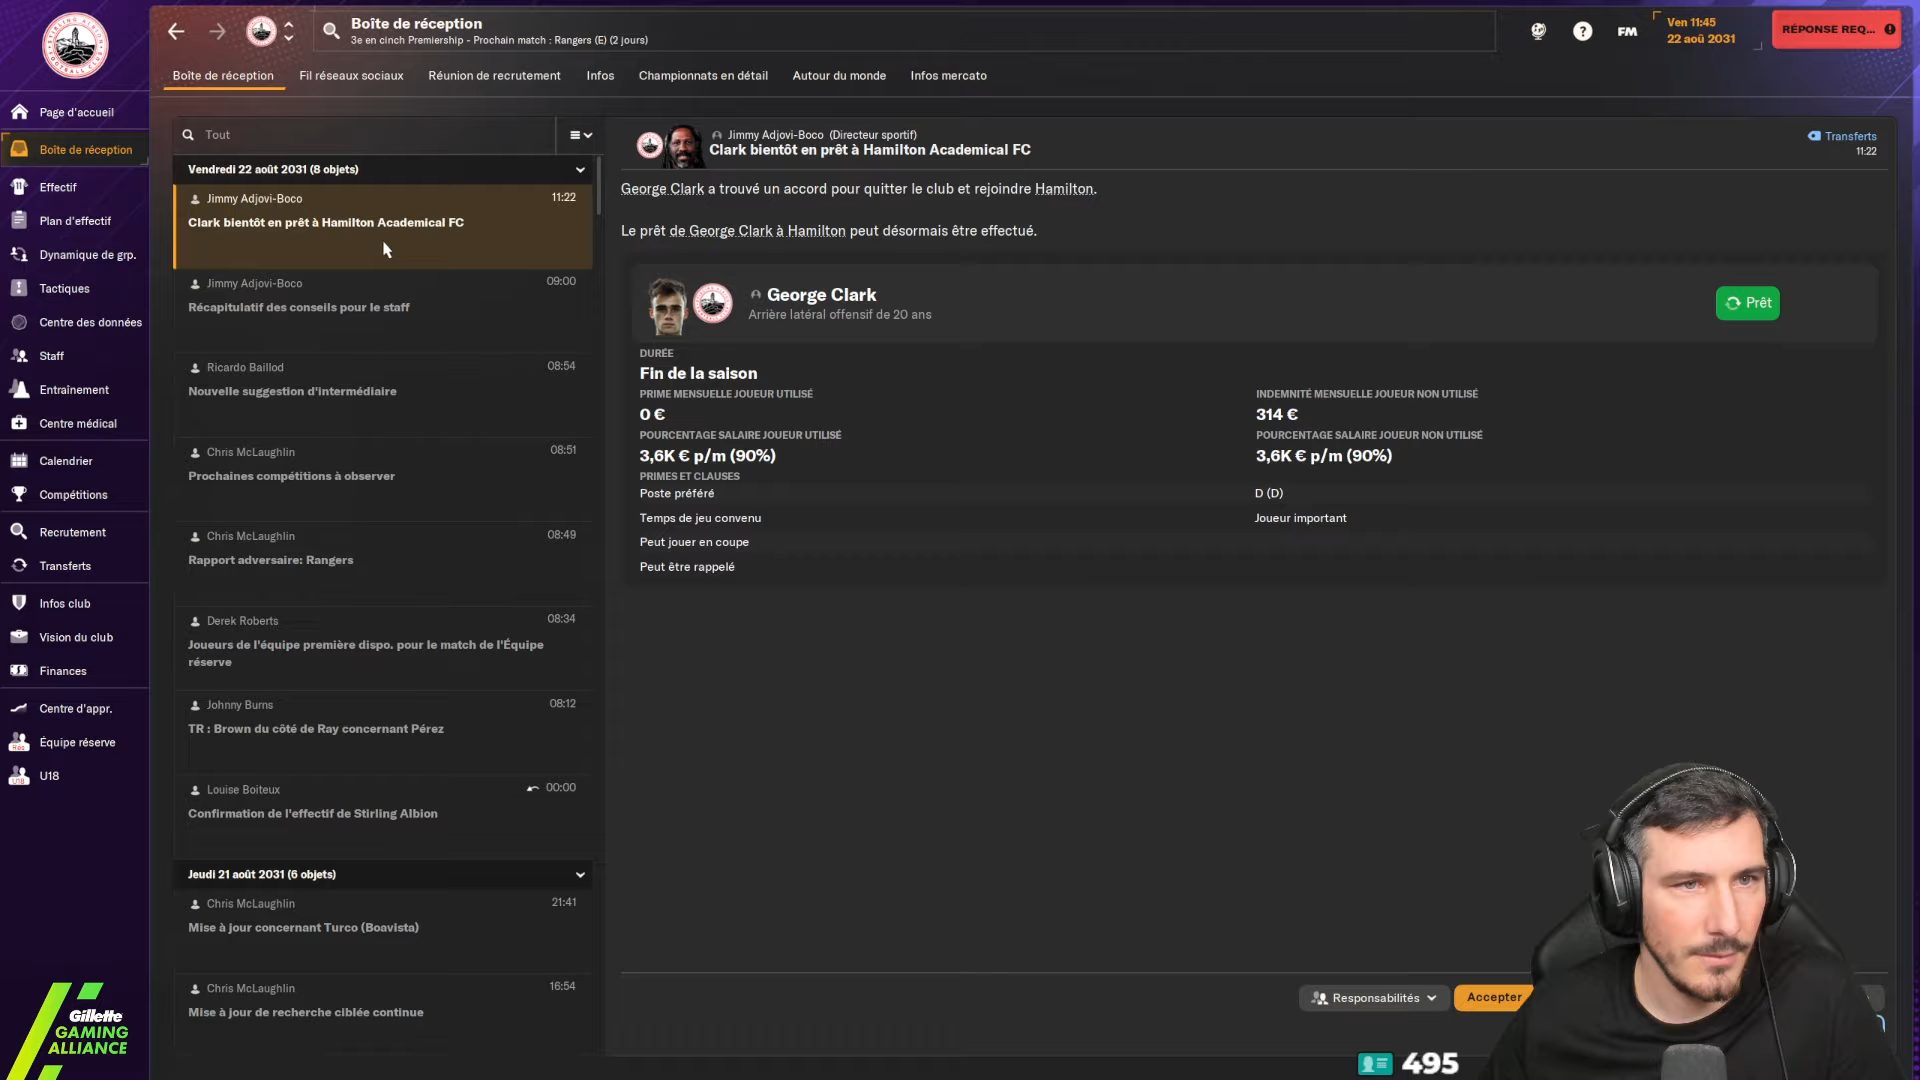 Boîte de réception
3e en cinch Premiership - Prochain match : Rangers (E) (2 jours)
FM
Ven 11:45
22 aoû 2031
RÉPONSE REQ...
Boîte de réception
Fil réseaux sociaux
Réunion de recrutement
Infos
Championnats en détail
Autour du monde
Infos mercato
Page d'accueil
Boîte de réception
Effectif
Plan d'effectif
Dynamique de grp.
Tactiques
Centre des données
Staff
Entraînement
Centre médical
Calendrier
Compétitions
Recrutement
Transferts
Infos club
Vision du club
Finances
Centre d'appr.
Équipe réserve
U18
Gillette
GAMING
ALLIANCE
Tout
Vendredi 22 août 2031 (8 objets)
Jimmy Adjovi-Boco 11:22
Clark bientôt en prêt à Hamilton Academical FC
Jimmy Adjovi-Boco 09:00
Récapitulatif des conseils pour le staff
Ricardo Baillod 08:54
Nouvelle suggestion d'intermédiaire
Chris McLaughlin 08:51
Prochaines compétitions à observer
Chris McLaughlin 08:49
Rapport adversaire: Rangers
Derek Roberts 08:34
Joueurs de l'équipe première dispo. pour le match de l'Équipe
réserve
Johnny Burns 08:12
TR : Brown du côté de Ray concernant Pérez
Louise Boiteux 00:00
Confirmation de l'effectif de Stirling Albion
Jeudi 21 août 2031 (6 objets)
Chris McLaughlin 21:41
Mise à jour concernant Turco (Boavista)
Chris McLaughlin 16:54
Mise à jour de recherche ciblée continue
Jimmy Adjovi-Boco (Directeur sportif)
Clark bientôt en prêt à Hamilton Academical FC
Transferts
11:22
George Clark a trouvé un accord pour quitter le club et rejoindre Hamilton.
Le prêt de George Clark à Hamilton peut désormais être effectué.
George Clark
Arrière latéral offensif de 20 ans
Prêt
DURÉE
Fin de la saison
PRIME MENSUELLE JOUEUR UTILISÉ INDEMNITÉ MENSUELLE JOUEUR NON UTILISÉ
0 € 314 €
POURCENTAGE SALAIRE JOUEUR UTILISÉ POURCENTAGE SALAIRE JOUEUR NON UTILISÉ
3,6K € p/m (90%) 3,6K € p/m (90%)
PRIMES ET CLAUSES
Poste préféré D (D)
Temps de jeu convenu Joueur important
Peut jouer en coupe
Peut être rappelé
Responsabilités
Accepter
495